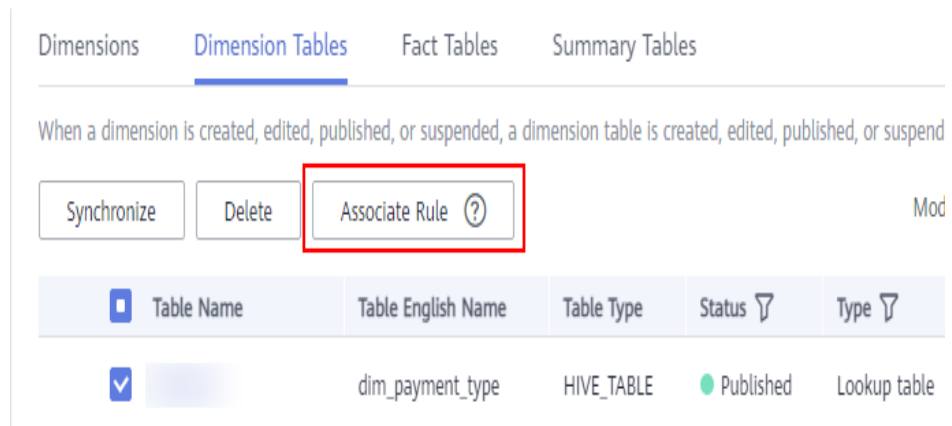 Dimensions Dimension Tables Fact Tables Summary Tables
When a dimension is created, edited, published, or suspended, a dimension table is created, edited, published, or suspend
Synchronize Delete Associate Rule ? Mod
Table Name Table English Name Table Type Status Type
dim_payment_type HIVE_TABLE Published Lookup table